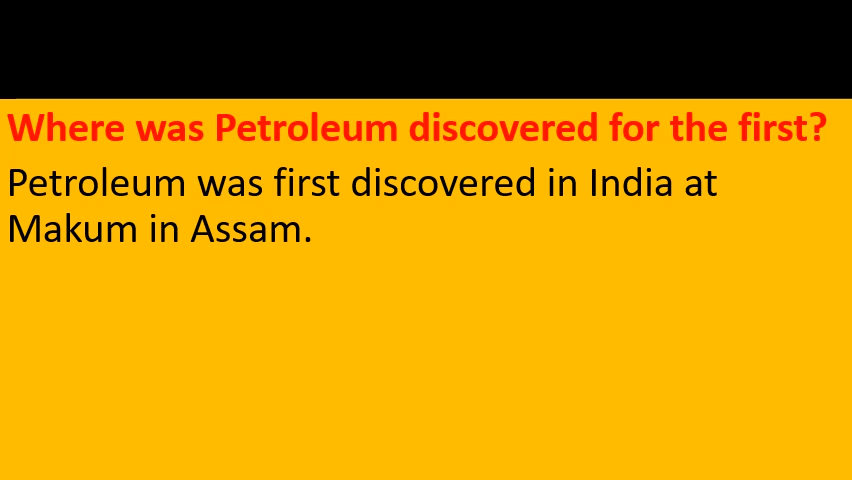 Where was Petroleum discovered for the first?
Petroleum was first discovered in India at
Makum in Assam.